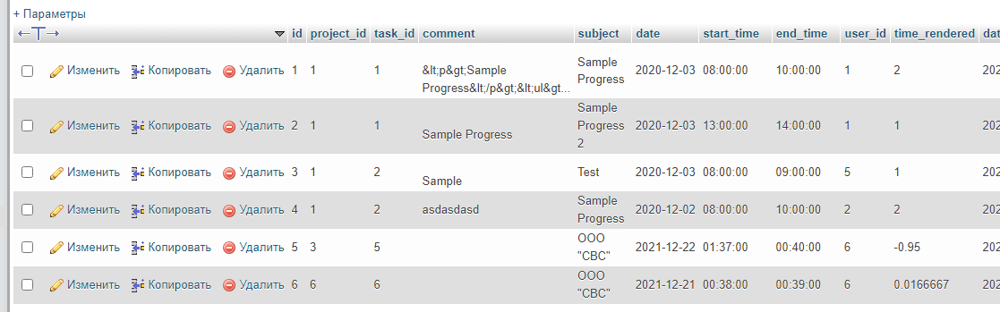 + Параметры
←T→ id project_id task_id comment subject date start_time end_time user_id time_rendered dat
Изменить Копировать Удалить 1 1 1 &lt;p&gt;Sample Progress&lt;/p&gt;&lt;ul&gt... Sample Progress 2020-12-03 08:00:00 10:00:00 1 2 202
Изменить Копировать Удалить 2 1 1 Sample Progress Sample Progress 2 2020-12-03 13:00:00 14:00:00 1 1 202
Изменить Копировать Удалить 3 1 2 Sample Test 2020-12-03 08:00:00 09:00:00 5 1 202
Изменить Копировать Удалить 4 1 2 asdasdasd Sample Progress 2020-12-02 08:00:00 10:00:00 2 2 202
Изменить Копировать Удалить 5 3 5 ООО "СВС" 2021-12-22 01:37:00 00:40:00 6 -0.95 202
Изменить Копировать Удалить 6 6 6 ООО "СВС" 2021-12-21 00:38:00 00:39:00 6 0.0166667 202